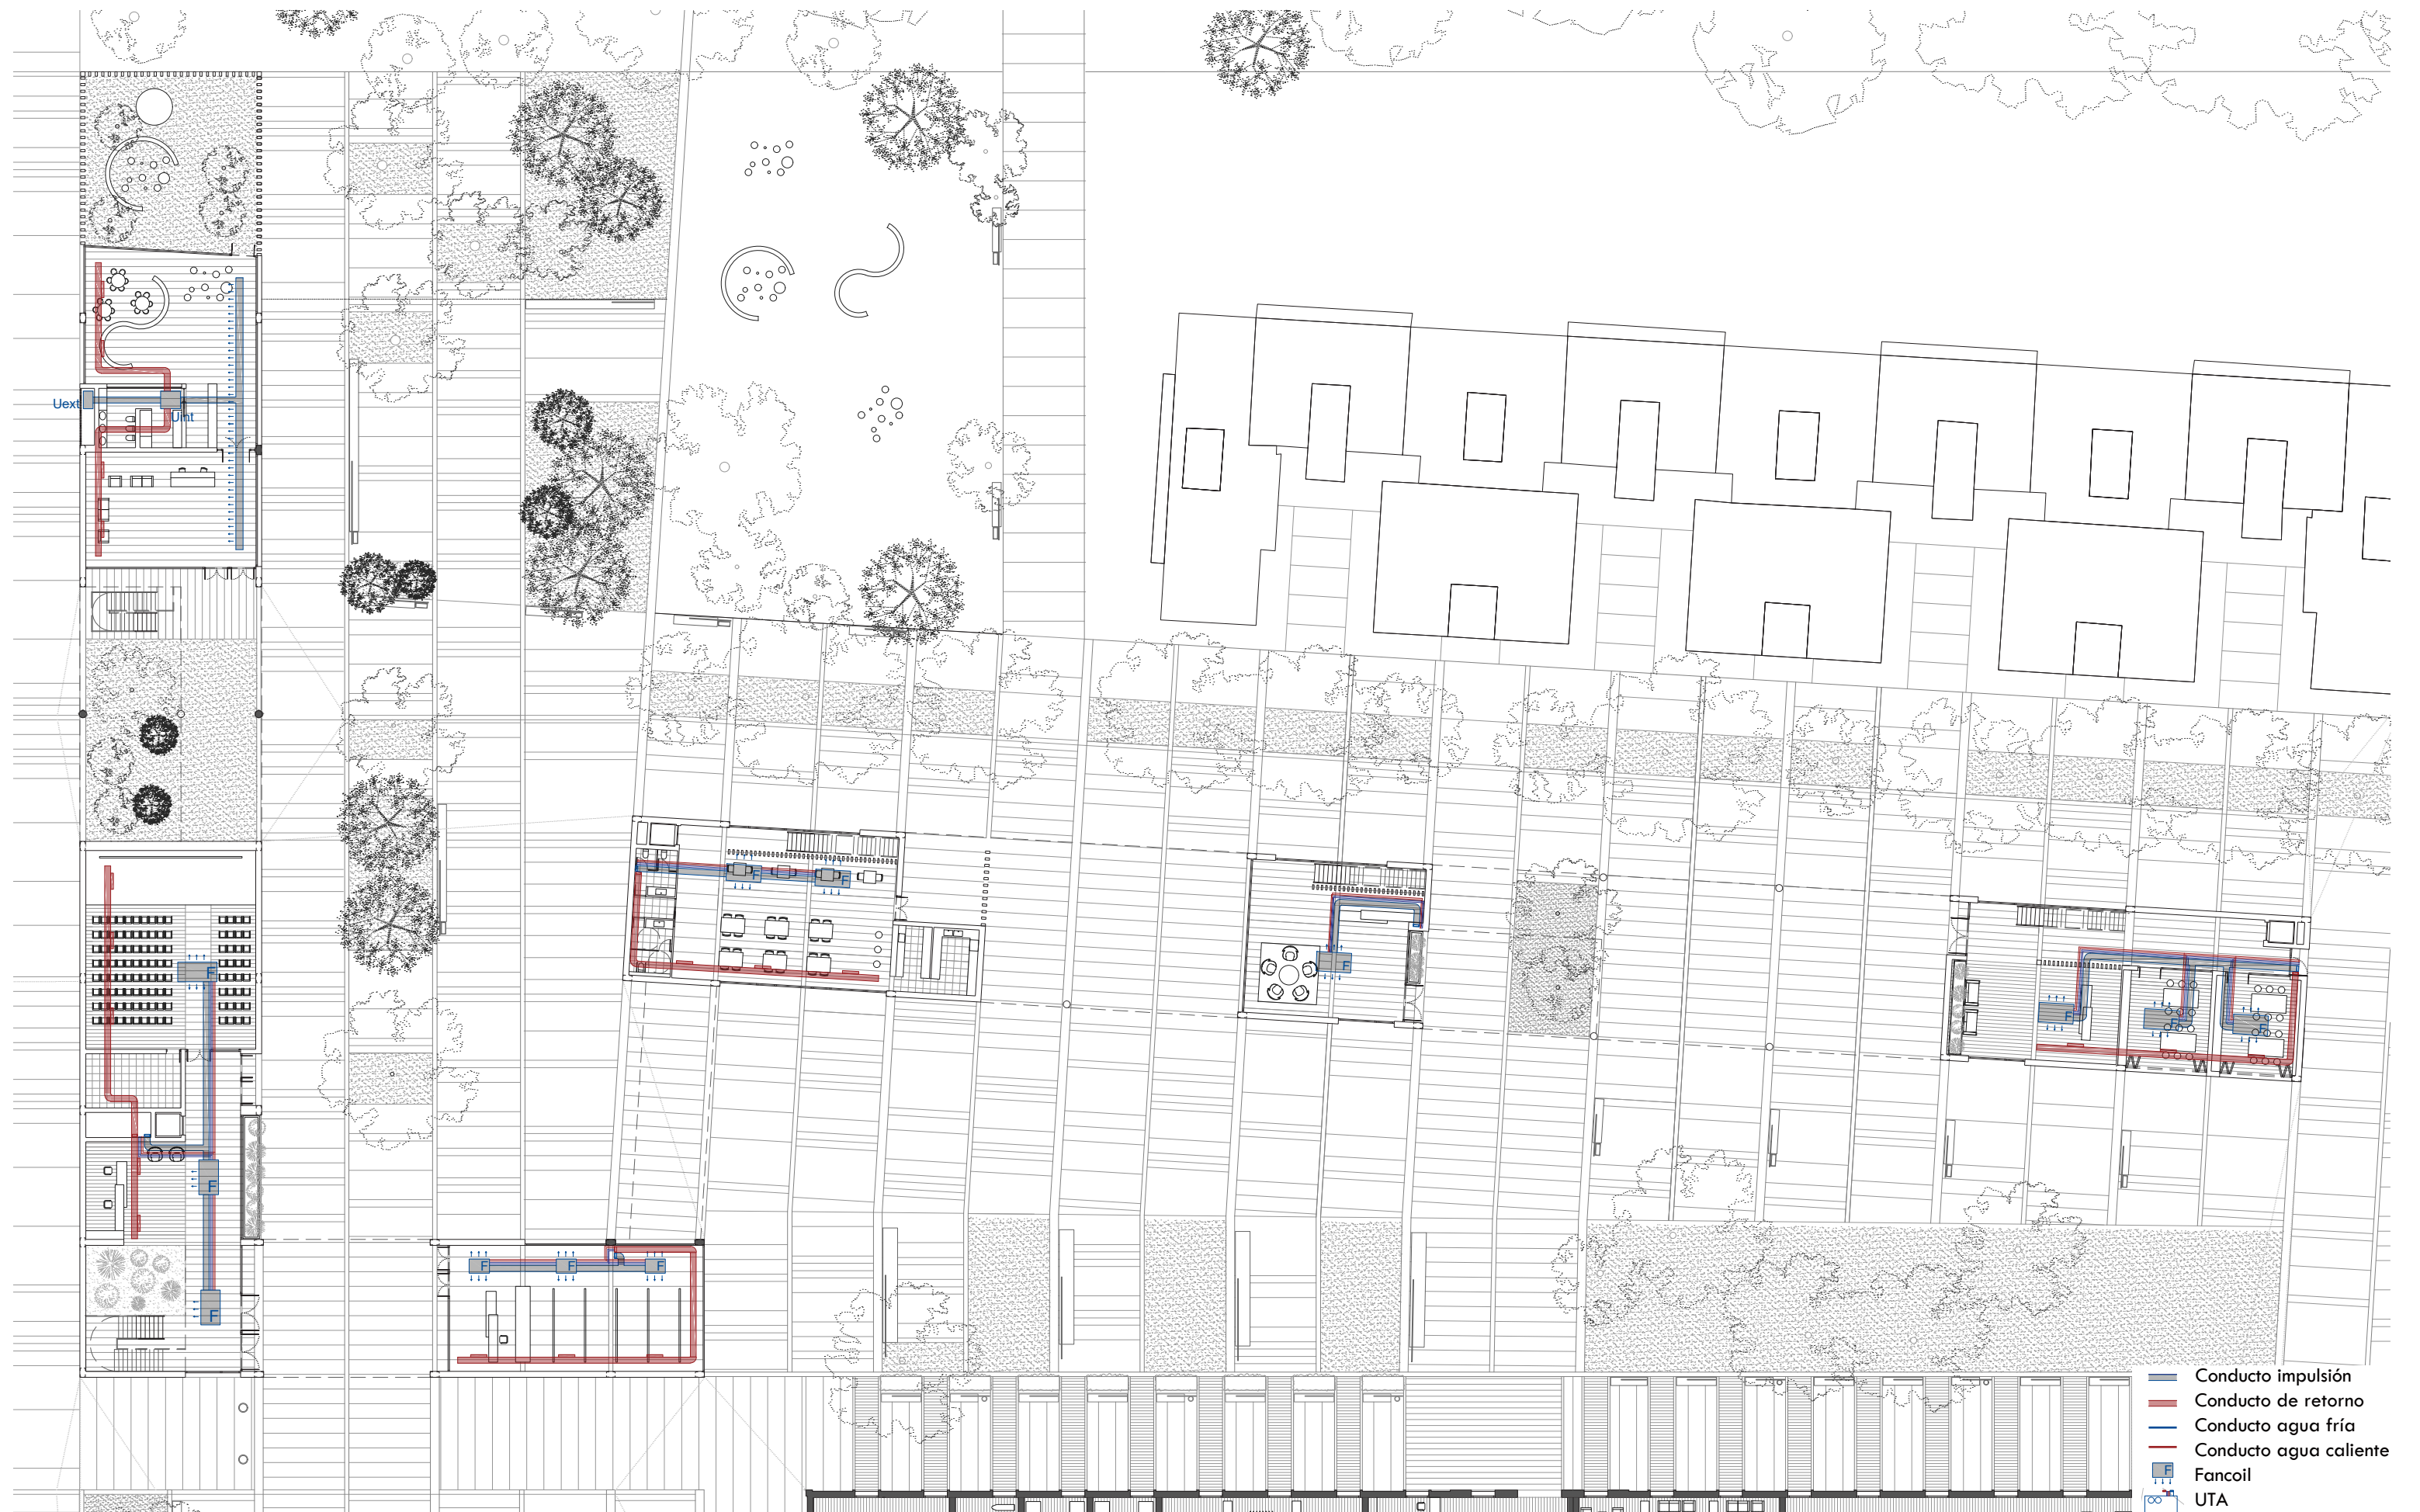 Uext
Uint
F
F
F
F
F
F
F
F
F
F
F
F
Conducto impulsión
Conducto de retorno
Conducto agua fría
Conducto agua caliente
F
Fancoil
UTA